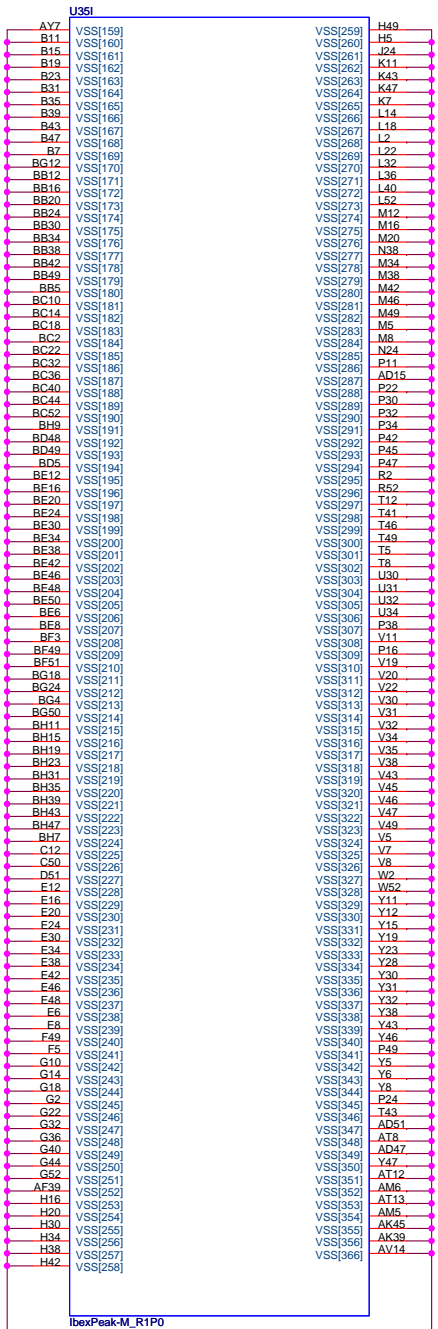 U35I
AY7 VSS[159] VSS[259] H49
B11 VSS[160] VSS[260] H5
B15 VSS[161] VSS[261] J24
B19 VSS[162] VSS[262] K11
B23 VSS[163] VSS[263] K43
B31 VSS[164] VSS[264] K47
B35 VSS[165] VSS[265] K7
B39 VSS[166] VSS[266] L14
B43 VSS[167] VSS[267] L18
B47 VSS[168] VSS[268] L2
B7 VSS[169] VSS[269] L22
BG12 VSS[170] VSS[270] L32
BB12 VSS[171] VSS[271] L36
BB16 VSS[172] VSS[272] L40
BB20 VSS[173] VSS[273] L52
BB24 VSS[174] VSS[274] M12
BB30 VSS[175] VSS[275] M16
BB34 VSS[176] VSS[276] M20
BB38 VSS[177] VSS[277] N38
BB42 VSS[178] VSS[278] M34
BB49 VSS[179] VSS[279] M38
BB5 VSS[180] VSS[280] M42
BC10 VSS[181] VSS[281] M46
BC14 VSS[182] VSS[282] M49
BC18 VSS[183] VSS[283] M5
BC2 VSS[184] VSS[284] M8
BC22 VSS[185] VSS[285] N24
BC32 VSS[186] VSS[286] P11
BC36 VSS[187] VSS[287] AD15
BC40 VSS[188] VSS[288] P22
BC44 VSS[189] VSS[289] P30
BC52 VSS[190] VSS[290] P32
BH9 VSS[191] VSS[291] P34
BD48 VSS[192] VSS[292] P42
BD49 VSS[193] VSS[293] P45
BD5 VSS[194] VSS[294] P47
BE12 VSS[195] VSS[295] R2
BE16 VSS[196] VSS[296] R52
BE20 VSS[197] VSS[297] T12
BE24 VSS[198] VSS[298] T41
BE30 VSS[199] VSS[299] T46
BE34 VSS[200] VSS[300] T49
BE38 VSS[201] VSS[301] T5
BE42 VSS[202] VSS[302] T8
BE46 VSS[203] VSS[303] U30
BE48 VSS[204] VSS[304] U31
BE50 VSS[205] VSS[305] U32
BE6 VSS[206] VSS[306] U34
BE8 VSS[207] VSS[307] P38
BF3 VSS[208] VSS[308] V11
BF49 VSS[209] VSS[309] P16
BF51 VSS[210] VSS[310] V19
BG18 VSS[211] VSS[311] V20
BG24 VSS[212] VSS[312] V22
BG4 VSS[213] VSS[313] V30
BG50 VSS[214] VSS[314] V31
BH11 VSS[215] VSS[315] V32
BH15 VSS[216] VSS[316] V34
BH19 VSS[217] VSS[317] V35
BH23 VSS[218] VSS[318] V38
BH31 VSS[219] VSS[319] V43
BH35 VSS[220] VSS[320] V45
BH39 VSS[221] VSS[321] V46
BH43 VSS[222] VSS[322] V47
BH47 VSS[223] VSS[323] V49
BH7 VSS[224] VSS[324] V5
C12 VSS[225] VSS[325] V7
C50 VSS[226] VSS[326] V8
D51 VSS[227] VSS[327] W2
E12 VSS[228] VSS[328] W52
E16 VSS[229] VSS[329] Y11
E20 VSS[230] VSS[330] Y12
E24 VSS[231] VSS[331] Y15
E30 VSS[232] VSS[332] Y19
E34 VSS[233] VSS[333] Y23
E38 VSS[234] VSS[334] Y28
E42 VSS[235] VSS[335] Y30
E46 VSS[236] VSS[336] Y31
E48 VSS[237] VSS[337] Y32
E6 VSS[238] VSS[338] Y38
E8 VSS[239] VSS[339] Y43
F49 VSS[240] VSS[340] Y46
F5 VSS[241] VSS[341] P49
G10 VSS[242] VSS[342] Y5
G14 VSS[243] VSS[343] Y6
G18 VSS[244] VSS[344] Y8
G2 VSS[245] VSS[345] P24
G22 VSS[246] VSS[346] T43
G32 VSS[247] VSS[347] AD51
G36 VSS[248] VSS[348] AT8
G40 VSS[249] VSS[349] AD47
G44 VSS[250] VSS[350] Y47
G52 VSS[251] VSS[351] AT12
AF39 VSS[252] VSS[352] AM6
H16 VSS[253] VSS[353] AT13
H20 VSS[254] VSS[354] AM5
H30 VSS[255] VSS[355] AK45
H34 VSS[256] VSS[356] AK39
H38 VSS[257] VSS[366] AV14
H42 VSS[258]
IbexPeak-M_R1P0